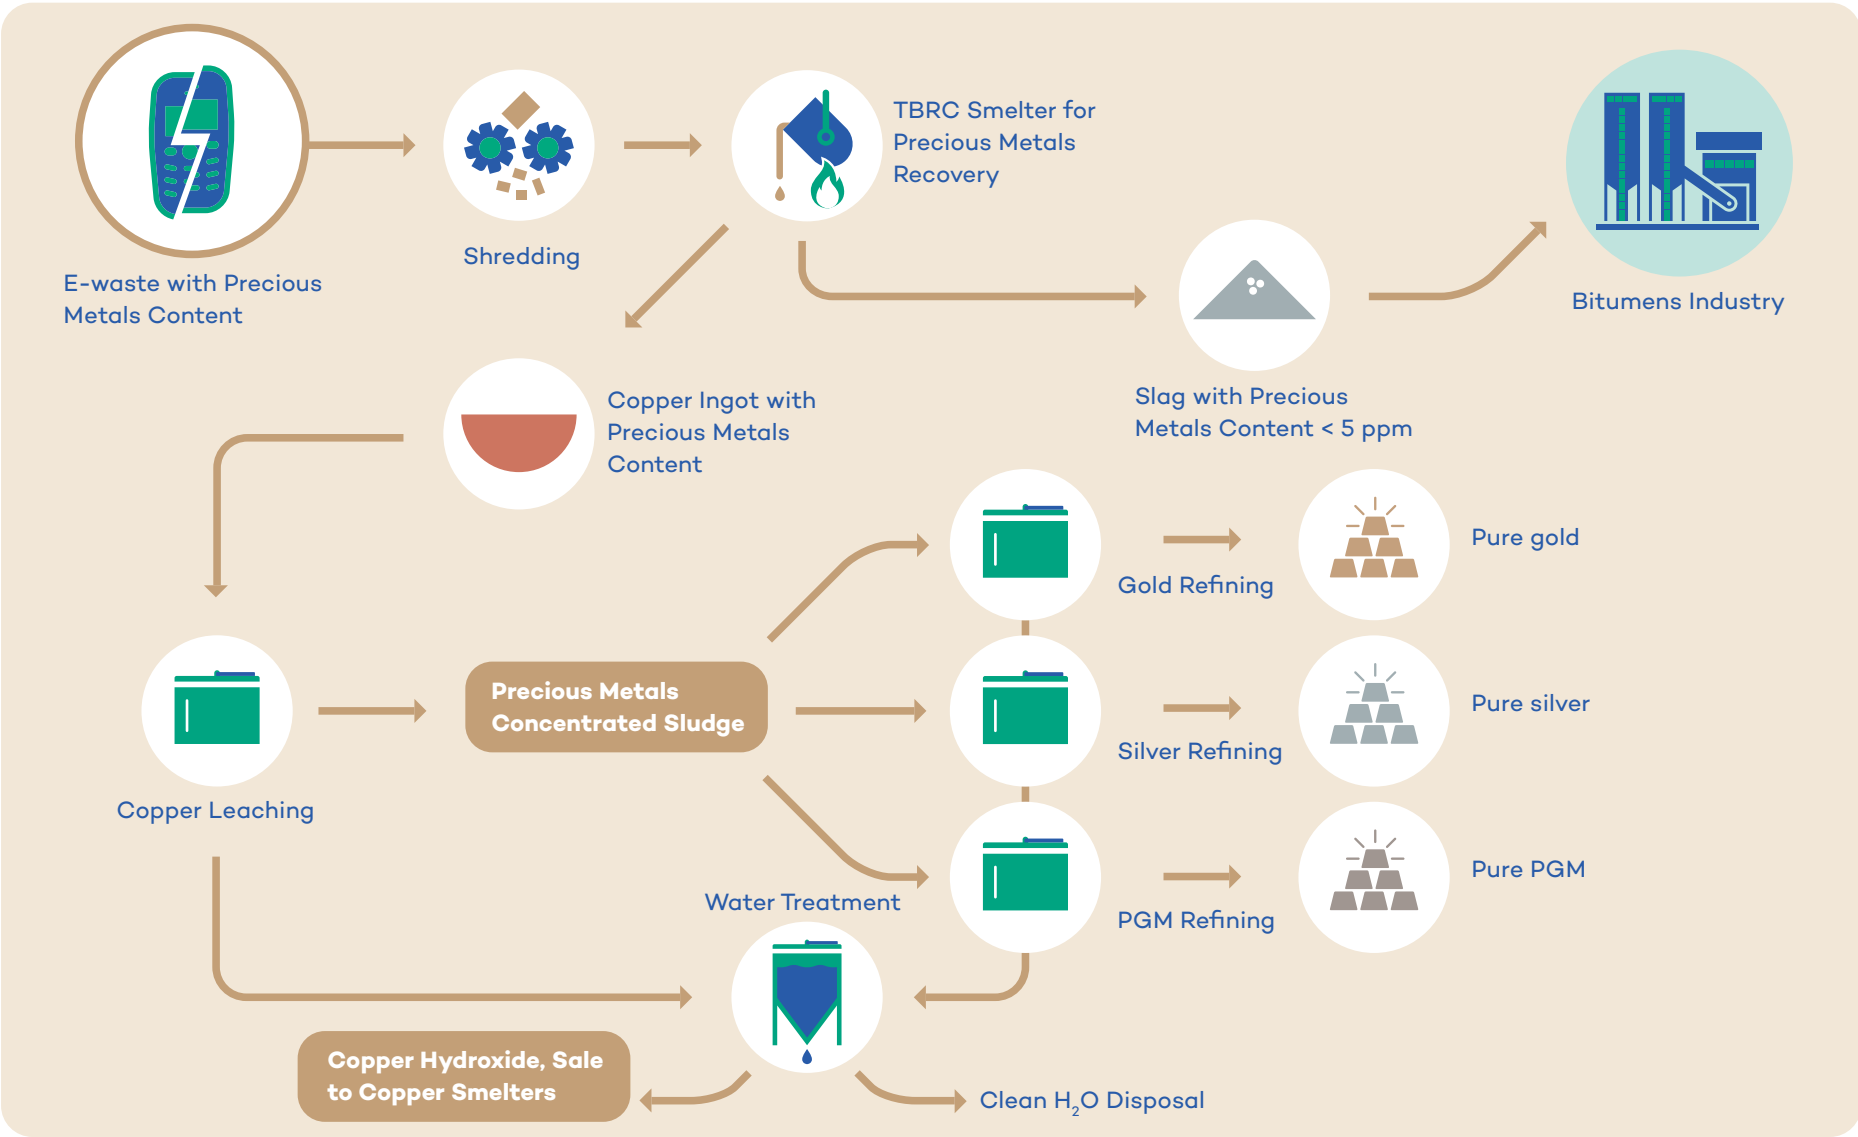 TBRC Smelter for
Precious Metals
Recovery
Shredding
E-waste with Precious
Metals Content
Bitumens Industry
Slag with Precious
Metals Content < 5 ppm
Copper Ingot with
Precious Metals
Content
Pure gold
Gold Refining
Precious Metals
Concentrated Sludge
Pure silver
Silver Refining
Copper Leaching
Pure PGM
PGM Refining
Water Treatment
Copper Hydroxide, Sale
to Copper Smelters
Clean H₂O Disposal